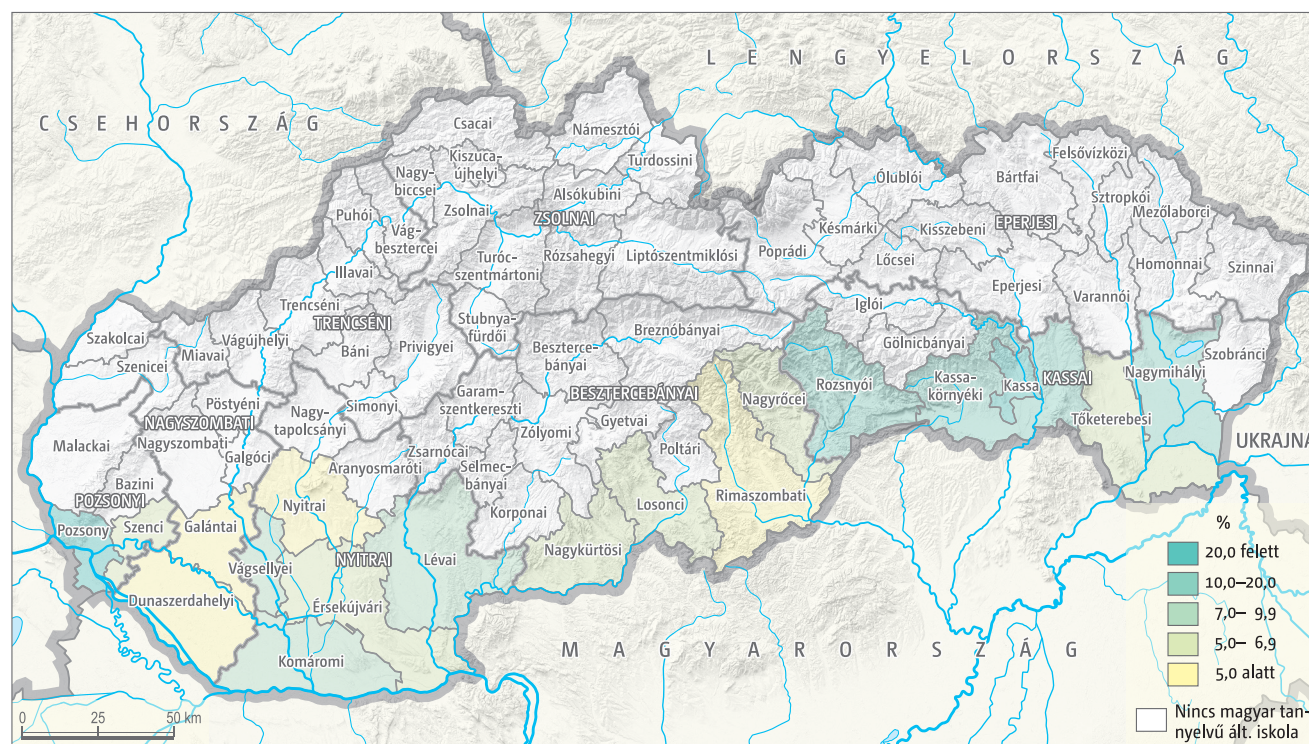 LENGYELORSZÁG
CSEHORSZÁG
Csacai
Námesztói
Kiszuca-
újhelyi
Turdossini
Felsővízközi
Nagy-
biccsei
Alsókubini
Ólublói
Bártfai
Sztropkói
Puhói
Zsolnai
ZSOLNAI
Mezőlaborci
Vág-
besztercei
Késmárki
Kisszebeni
EPERJESI
Turóc-
szentmártoni
Rózsahegyi
Liptószentmiklósi
Poprádi
Lőcsei
Homonnai
Szinnai
Illavai
Eperjesi
Varannói
Trencséni
TRENCSÉNI
Stubnya-
fürdői
Iglói
Szakolcai
Vágújhelyi
Báni
Privigyei
Breznóbányai
Gölnicbányai
Miavai
Szenicei
Beszterce-
bányai
Szobránci
Nagymihályi
Rozsnyói
Kassa-
környéki
Kassa
KASSAI
Pöstyéni
Simonyi
Garam-
szentkereszti
BESZTERCEBÁNYAI
Nagyrőcei
NAGYSZOMBATI
Nagy-
tapolcsányi
Gyetvai
Tőketerebesi
Malackai
Nagyszombati
Zólyomi
Poltári
UKRAJNA
Galgóci
Zsarnócai
Aranyosmaróti
Selmec-
bányai
Bazini
POZSONYI
Rimaszombati
Nyitrai
Korponai
Losonci
Pozsony
Szenci
Galántai
NYITRAI
Lévai
Nagykürtösi
Vágsellyei
Dunaszerdahelyi
Érsekújvári
Komáromi
MAGYARORSZÁG
%
20,0 felett
10,0–20,0
7,0– 9,9
5,0– 6,9
5,0 alatt
Nincs magyar tan-
nyelvű ált. iskola
0 25 50 km